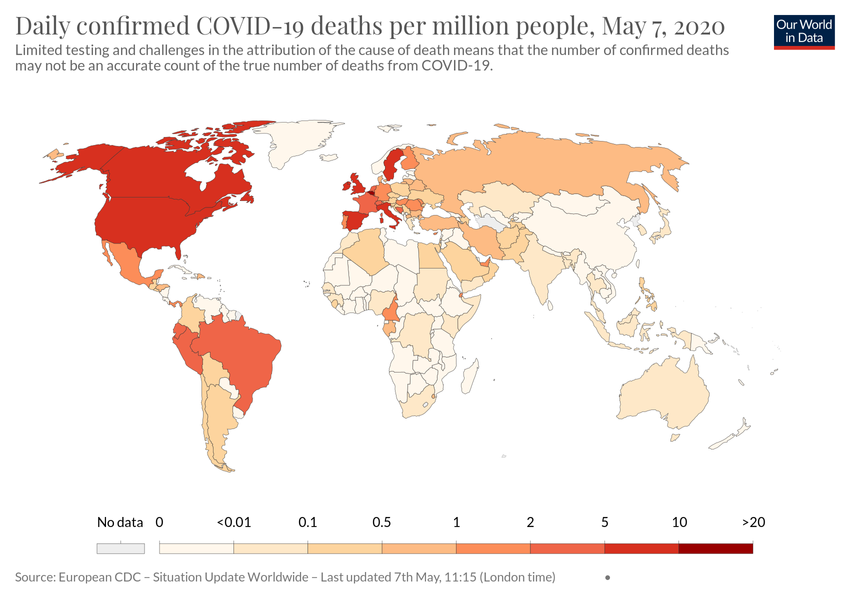 Daily confirmed COVID-19 deaths per million people, May 7, 2020
Our World
in Data
Limited testing and challenges in the attribution of the cause of death means that the number of confirmed deaths
may not be an accurate count of the true number of deaths from COVID-19.
No data 0 <0.01 0.1 0.5 1 2 5 10 >20
Source: European CDC – Situation Update Worldwide – Last updated 7th May, 11:15 (London time) •